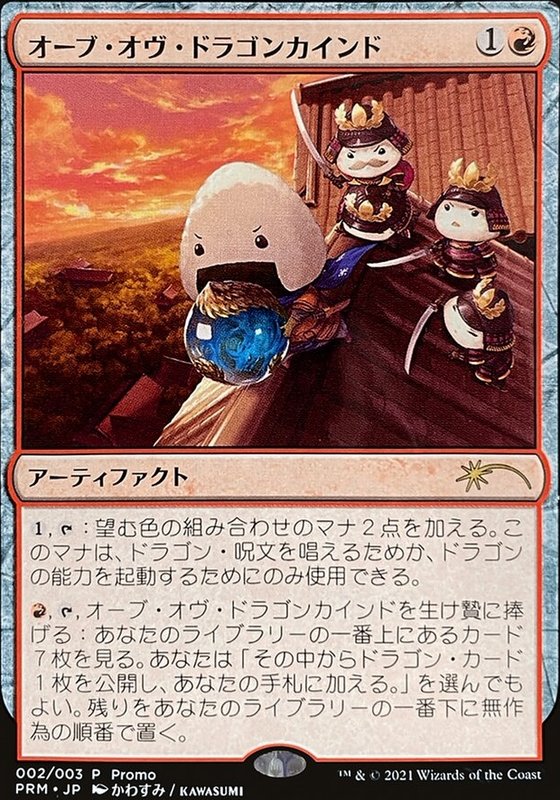 オーブ・オヴ・ドラゴンカインド 1
アーティファクト
1, : 望む色の組み合わせのマナ2点を加える。こ
のマナは、ドラゴン・呪文を唱えるためか、ドラゴン
の能力を起動するためにのみ使用できる。
, , オーブ・オヴ・ドラゴンカインドを生け贄に捧
げる:あなたのライブラリーの一番上にあるカード
7枚を見る。あなたは「その中からドラゴン・カード
1枚を公開し、あなたの手札に加える。」を選んでも
よい。残りをあなたのライブラリーの一番下に無作
為の順番で置く。
002/003 P Promo
PRM・JP かわすみ/KAWASUMI
™ & © 2021 Wizards of the Coast